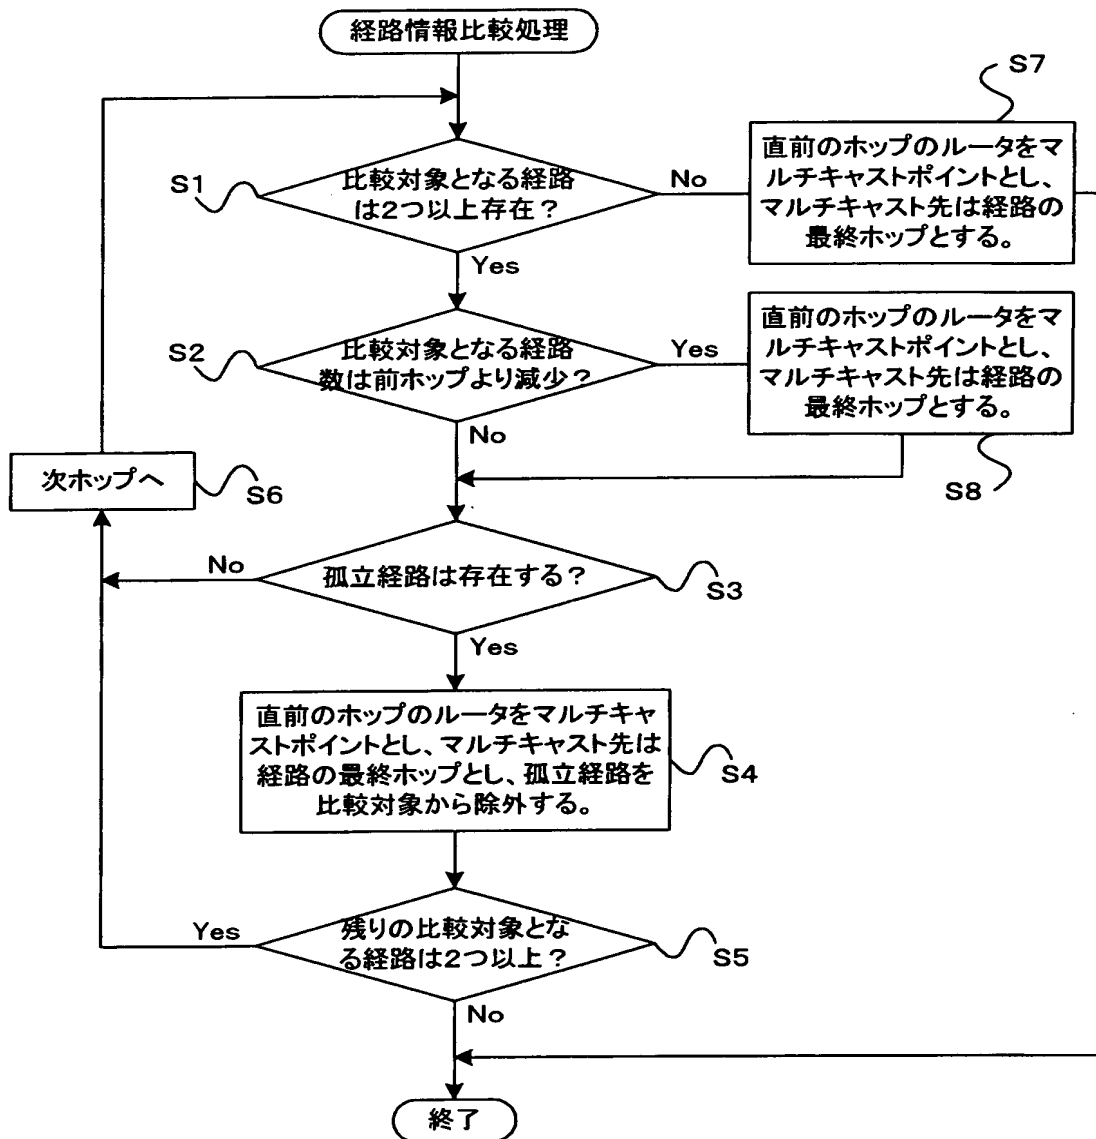 経路情報比較処理
S7
直前のホップのルータをマ
ルチキャストポイントとし、
マルチキャスト先は経路の
最終ホップとする。
S1
比較対象となる経路
は2つ以上存在?
No
Yes
直前のホップのルータをマ
ルチキャストポイントとし、
マルチキャスト先は経路の
最終ホップとする。
S2
比較対象となる経路
数は前ホップより減少?
Yes
No
S8
次ホップへ
S6
孤立経路は存在する?
No
S3
Yes
直前のホップのルータをマルチキャ
ストポイントとし、マルチキャスト先は
経路の最終ホップとし、孤立経路を
比較対象から除外する。
S4
残りの比較対象とな
る経路は2つ以上?
Yes
S5
No
終了